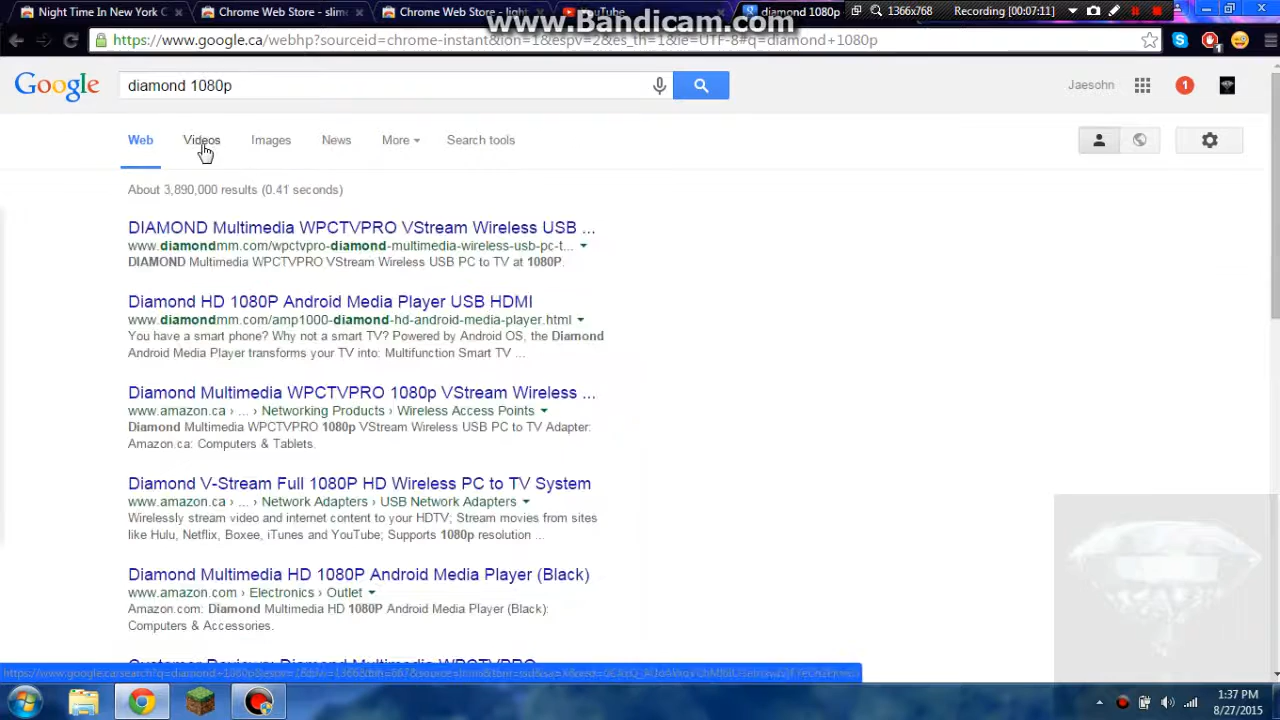 Night Time In New York C
Chrome Web Store - slim
Chrome Web Store - ligh
YouTube
diamond 1080p
1366x768
Recording [00:07:11]
www.Bandicam.com
https://www.google.ca/webhp?sourceid=chrome-instant&ion=1&espv=2&es_th=1&ie=UTF-8#q=diamond+1080p
Google
diamond 1080p
Jaesohn
1
Web
Videos
Images
News
More
Search tools
About 3,890,000 results (0.41 seconds)
DIAMOND Multimedia WPCTVPRO VStream Wireless USB ...
www.diamondmm.com/wpctvpro-diamond-multimedia-wireless-usb-pc-t...
DIAMOND Multimedia WPCTVPRO VStream Wireless USB PC to TV at 1080P.
Diamond HD 1080P Android Media Player USB HDMI
www.diamondmm.com/amp1000-diamond-hd-android-media-player.html
You have a smart phone? Why not a smart TV? Powered by Android OS, the Diamond
Android Media Player transforms your TV into: Multifunction Smart TV ...
Diamond Multimedia WPCTVPRO 1080p VStream Wireless ...
www.amazon.ca › ... › Networking Products › Wireless Access Points
Diamond Multimedia WPCTVPRO 1080p VStream Wireless USB PC to TV Adapter:
Amazon.ca: Computers & Tablets.
Diamond V-Stream Full 1080P HD Wireless PC to TV System
www.amazon.ca › ... › Network Adapters › USB Network Adapters
Wirelessly stream video and internet content to your HDTV; Stream movies from sites
like Hulu, Netflix, Boxee, iTunes and YouTube; Supports 1080p resolution ...
Diamond Multimedia HD 1080P Android Media Player (Black)
www.amazon.com › Electronics › Outlet
Amazon.com: Diamond Multimedia HD 1080P Android Media Player (Black):
Computers & Accessories.
Customer Reviews: Diamond Multimedia WPCTVPRO
1:37 PM
8/27/2015